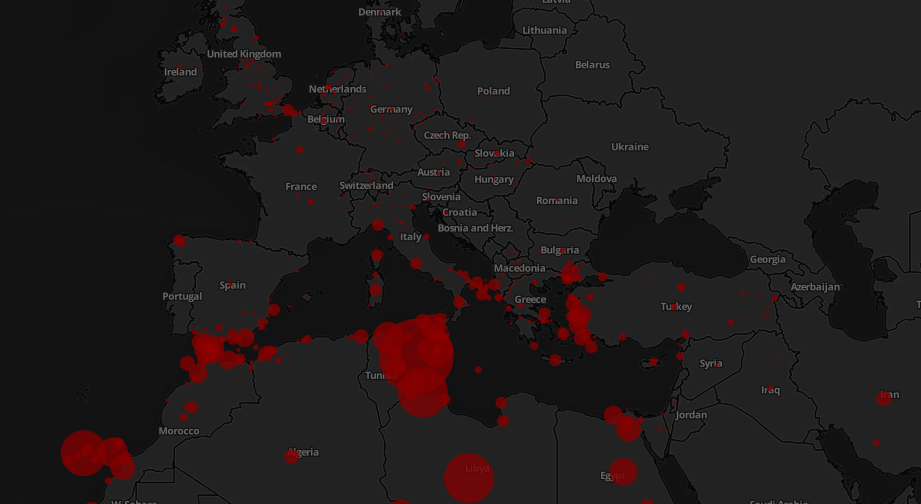 Latvia
Denmark
Lithuania
United Kingdom
Belarus
Ireland
Netherlands
Poland
Germany
Belgium
Czech Rep.
Ukraine
Slovakia
Austria
Hungary
Moldova
France
Switzerland
Slovenia
Romania
Croatia
Bosnia and Herz.
Italy
Bulgaria
Georgia
Macedonia
Spain
Azerbaijan
Portugal
Greece
Turkey
T
Syria
Tuni
Iraq
Iran
Jordan
Morocco
Algeria
Libya
Egypt
W. Sahara
Saudi Arabia